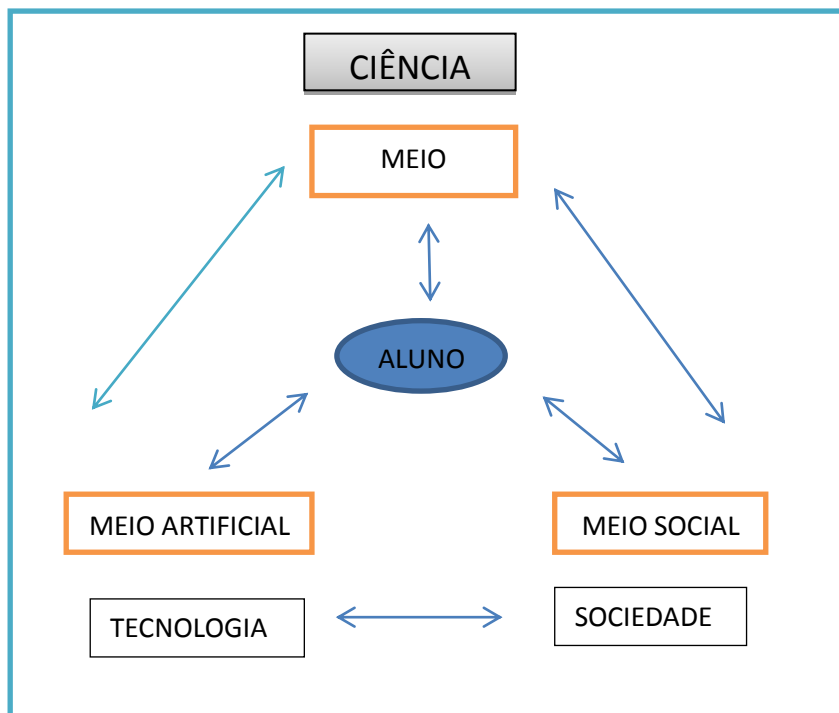 CIÊNCIA
MEIO
ALUNO
MEIO ARTIFICIAL
MEIO SOCIAL
TECNOLOGIA
SOCIEDADE